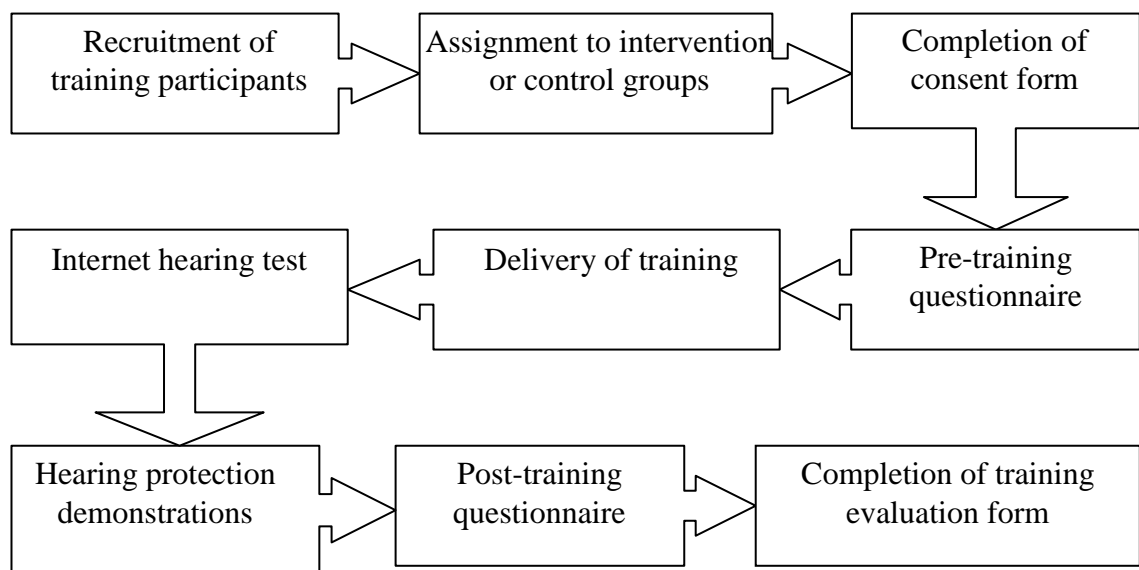 Recruitment of
training participants
Assignment to intervention
or control groups
Completion of
consent form
Pre-training
questionnaire
Delivery of training
Internet hearing test
Hearing protection
demonstrations
Post-training
questionnaire
Completion of training
evaluation form